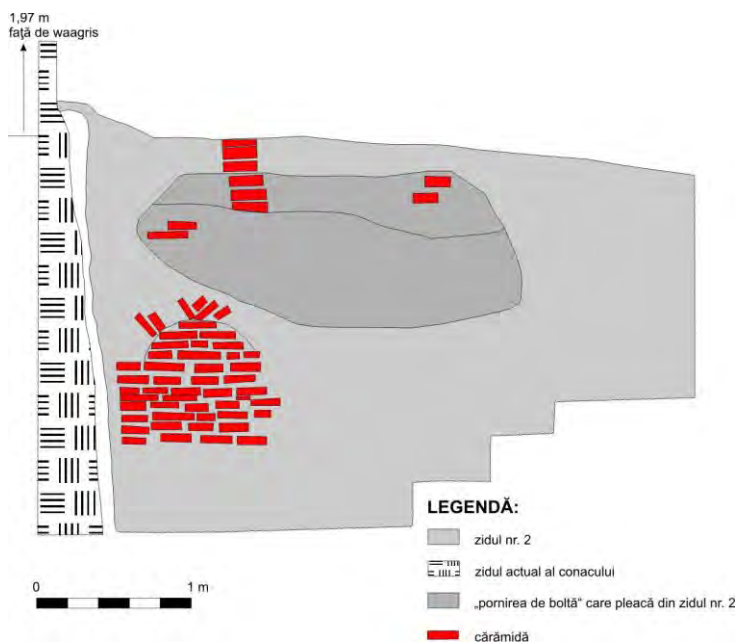 1,97 m
faţă de waagris
LEGENDĂ:
zidul nr. 2
zidul actual al conacului
„pornirea de boltă“ care pleacă din zidul nr. 2
cărămidă
0 1 m